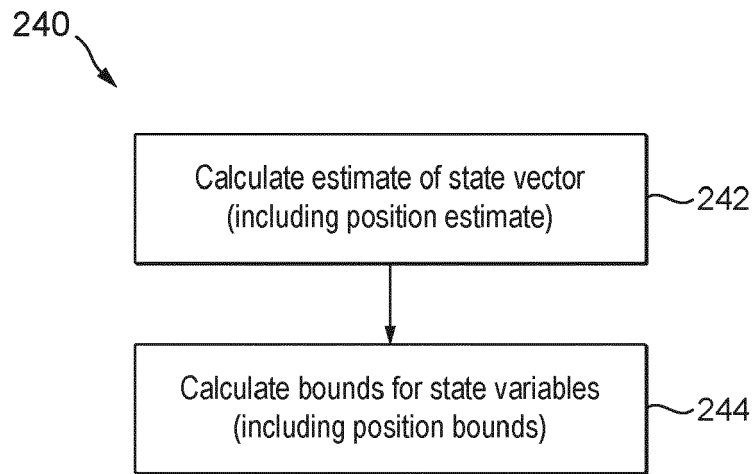 240
Calculate estimate of state vector
(including position estimate)
242
Calculate bounds for state variables
(including position bounds)
244